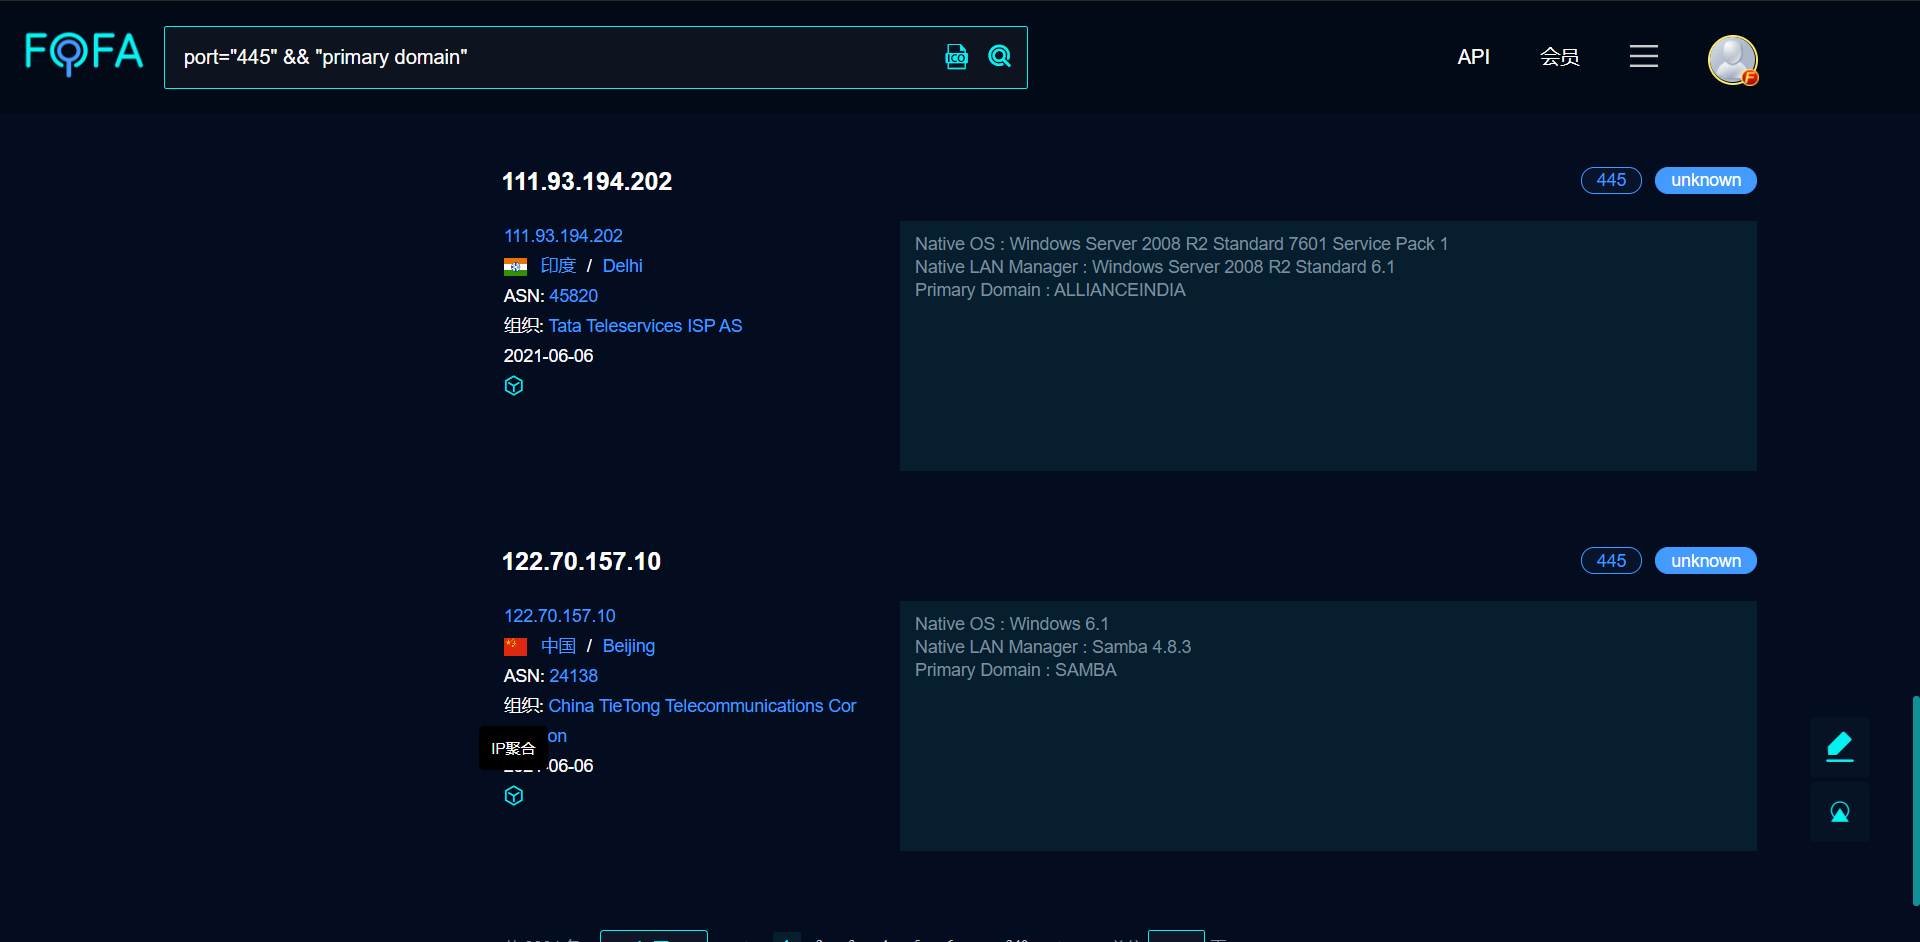 FOFA
port="445" && "primary domain"
ICO
API
会员
F
111.93.194.202
445
unknown
111.93.194.202
印度 / Delhi
ASN: 45820
组织: Tata Teleservices ISP AS
2021-06-06
Native OS : Windows Server 2008 R2 Standard 7601 Service Pack 1
Native LAN Manager : Windows Server 2008 R2 Standard 6.1
Primary Domain : ALLIANCEINDIA
122.70.157.10
445
unknown
122.70.157.10
中国 / Beijing
ASN: 24138
组织: China TieTong Telecommunications Cor
on
IP聚合
-06-06
Native OS : Windows 6.1
Native LAN Manager : Samba 4.8.3
Primary Domain : SAMBA